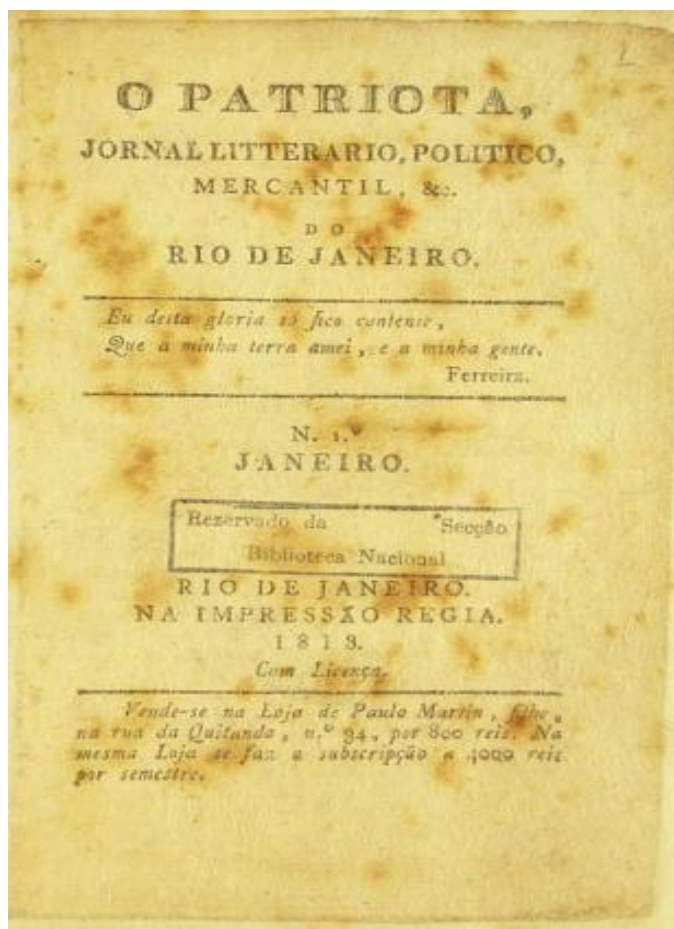 O PATRIOTA,
JORNAL LITTERARIO, POLITICO,
MERCANTIL, &c.
DO
RIO DE JANEIRO.
Eu desta gloria só fico contente,
Que a minha terra amei, e a minha gente.
Ferreira.
N. 1.º
JANEIRO.
Rezervado da Secção
Biblioteca Nacional
RIO DE JANEIRO.
NA IMPRESSÃO REGIA.
1813.
Com Licença.
Vende-se na Loja de Paulo Martin, filho,
na rua da Quitanda, n.º 34, por 800 reis. Na
mesma Loja se faz a subscripção a 4000 reis
por semestre.